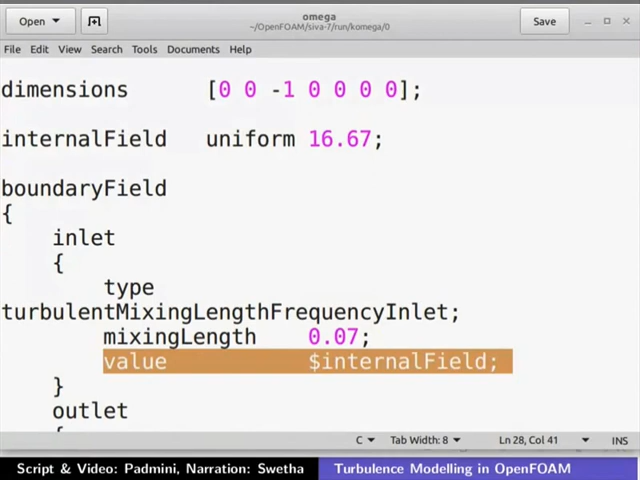 Open
omega
~/OpenFOAM/siva-7/run/komega/0
Save
File Edit View Search Tools Documents Help
dimensions [0 0 -1 0 0 0 0];
internalField uniform 16.67;
boundaryField
{
inlet
{
type
turbulentMixingLengthFrequencyInlet;
mixingLength 0.07;
value $internalField;
}
outlet
C Tab Width: 8 Ln 28, Col 41 INS
Script & Video: Padmini, Narration: Swetha Turbulence Modelling in OpenFOAM